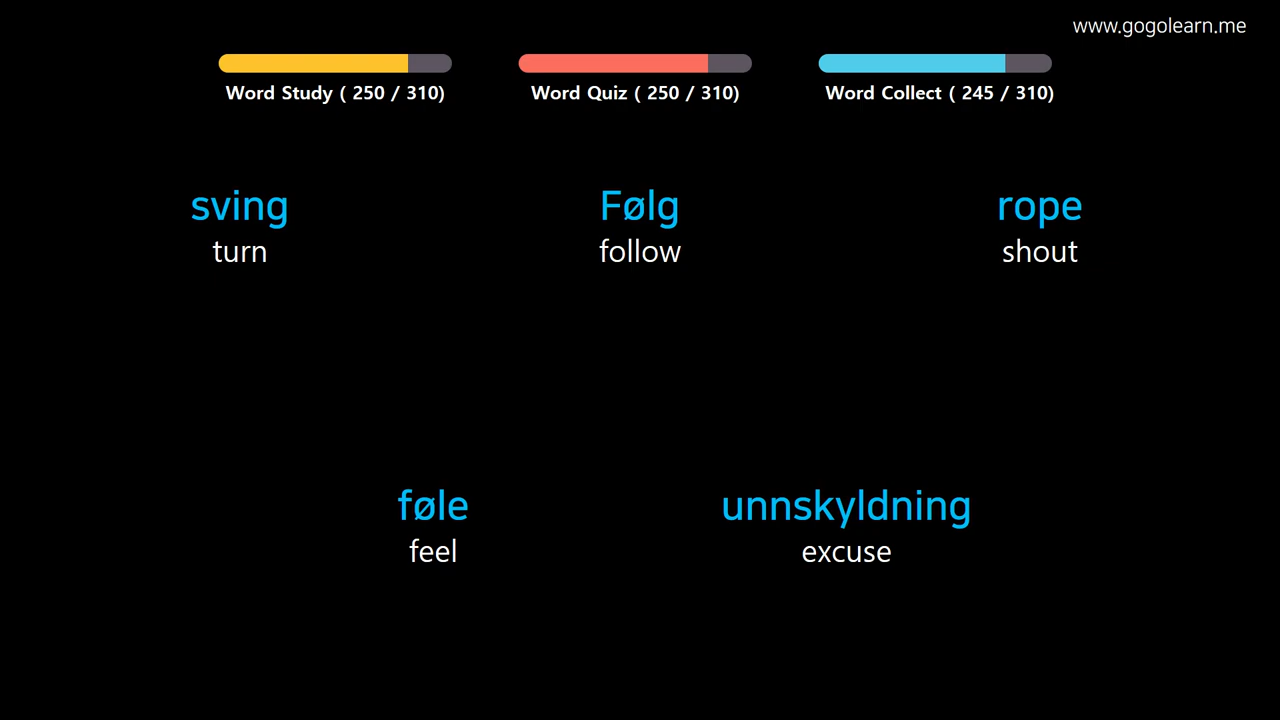 www.gogolearn.me
Word Study ( 250 / 310)
Word Quiz ( 250 / 310)
Word Collect ( 245 / 310)
sving
turn
Følg
follow
rope
shout
føle
feel
unnskyldning
excuse